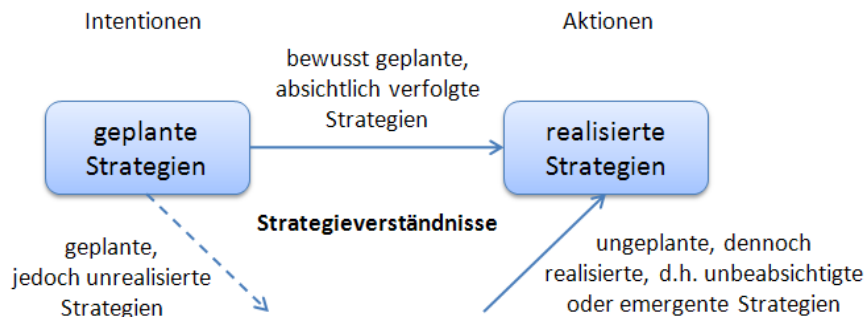 Intentionen
Aktionen
bewusst geplante,
absichtlich verfolgte
Strategien
geplante
Strategien
realisierte
Strategien
Strategieverständnisse
geplante,
jedoch unrealisierte
Strategien
ungeplante, dennoch
realisierte, d.h. unbeabsichtigte
oder emergente Strategien